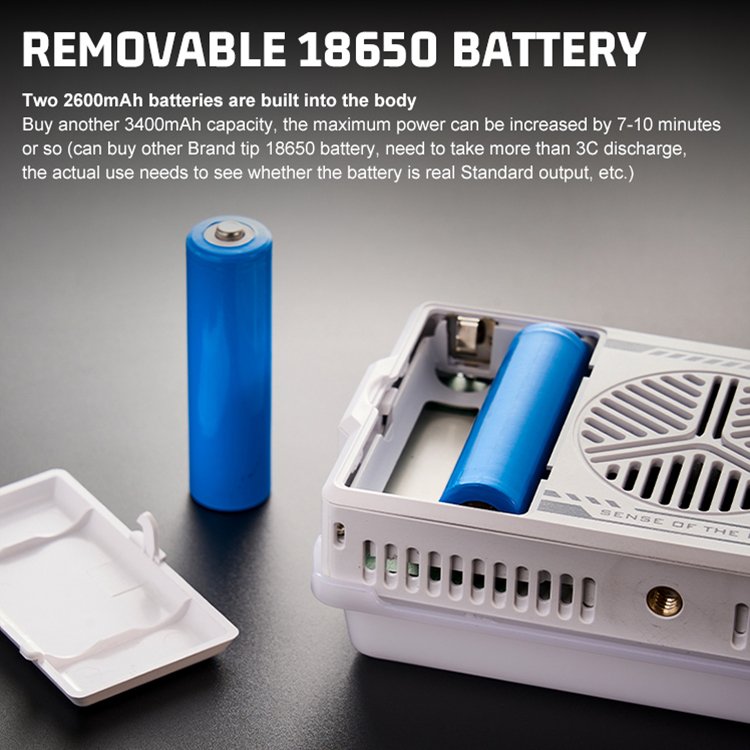 REMOVABLE 18650 BATTERY
Two 2600mAh batteries are built into the body
Buy another 3400mAh capacity, the maximum power can be increased by 7-10 minutes
or so (can buy other Brand tip 18650 battery, need to take more than 3C discharge,
the actual use needs to see whether the battery is real Standard output, etc.)
SENSE OF THE